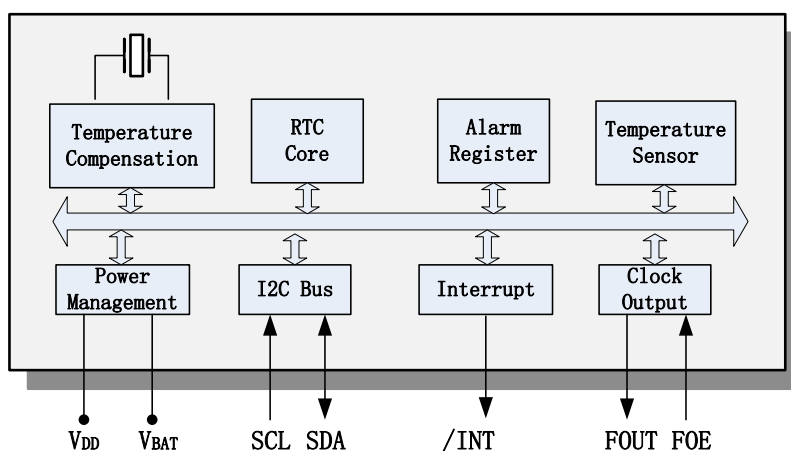 Temperature
Compensation
RTC
Core
Alarm
Register
Temperature
Sensor
Power
Management
I2C Bus
Interrupt
Clock
Output
VDD
VBAT
SCL
SDA
/INT
FOUT
FOE